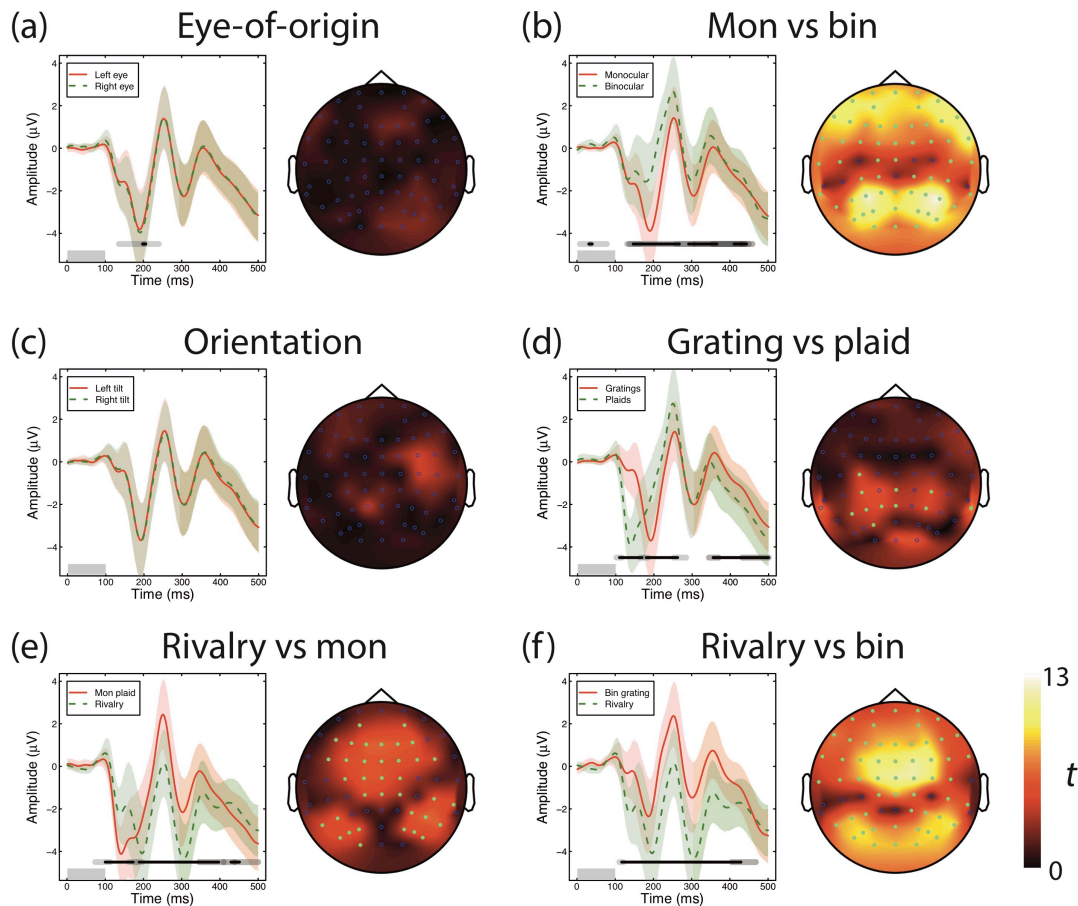 (a) Eye-of-origin
4
2
0
−2
−4
Amplitude (μV)
Left eye
Right eye
0 100 200 300 400 500
Time (ms)
(b) Mon vs bin
4
2
0
−2
−4
Amplitude (μV)
Monocular
Binocular
0 100 200 300 400 500
Time (ms)
(c) Orientation
4
2
0
−2
−4
Amplitude (μV)
Left tilt
Right tilt
0 100 200 300 400 500
Time (ms)
(d) Grating vs plaid
4
2
0
−2
−4
Amplitude (μV)
Gratings
Plaids
0 100 200 300 400 500
Time (ms)
(e) Rivalry vs mon
4
2
0
−2
−4
Amplitude (μV)
Mon plaid
Rivalry
0 100 200 300 400 500
Time (ms)
(f) Rivalry vs bin
4
2
0
−2
−4
Amplitude (μV)
Bin grating
Rivalry
0 100 200 300 400 500
Time (ms)
13
t
0